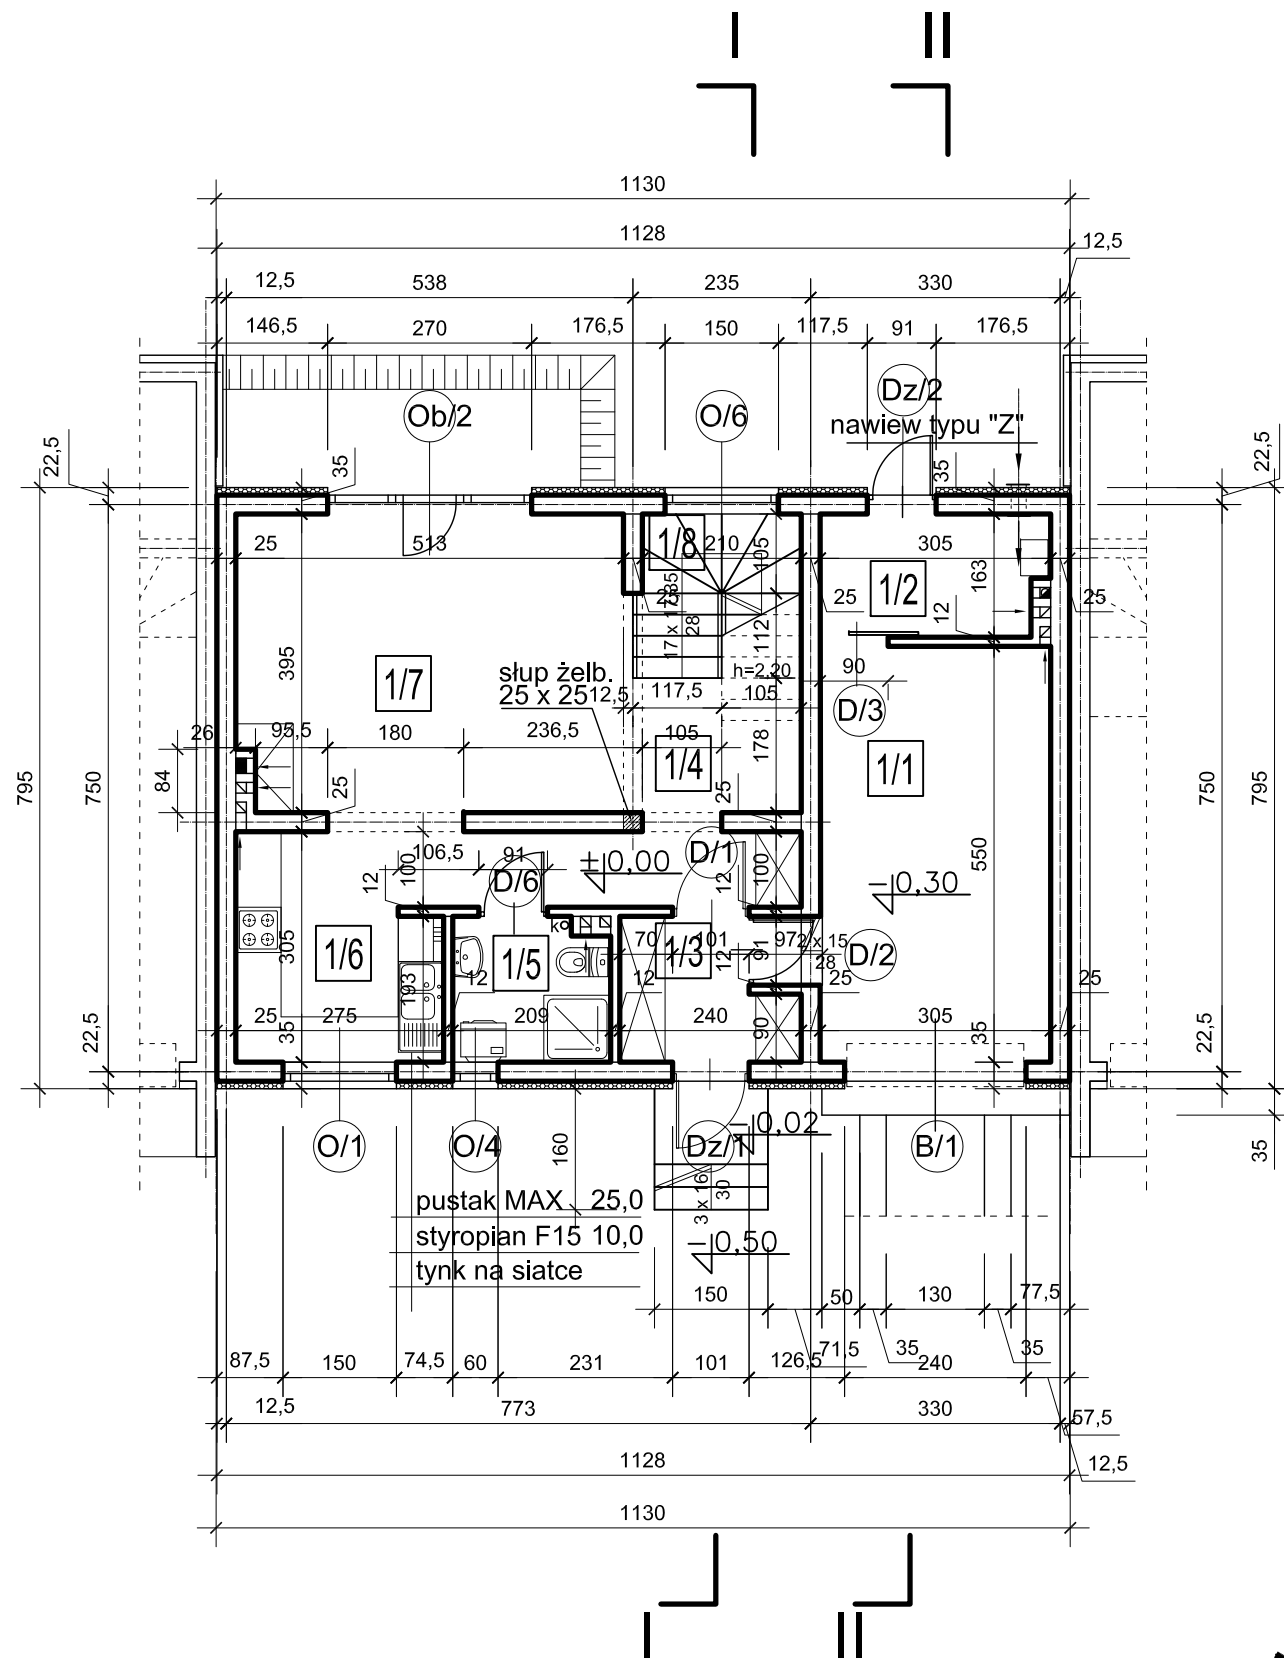 I II
1130
1128
12,5
12,5 538 235 330
146,5 270 176,5 150 117,5 91 176,5
Ob/2 O/6 Dz/2
nawiew typu "Z"
22,5 35 35 22,5
25 513 1/8 210 105 305
163
1/2
25 25 12 25
17 x 17,35
28
112
h=2,20
395
1/7
słup żelb.
25 x 25
12,5 117,5 105
90
D/3
26 95,5 180 236,5 105
1/4 178
1/1
84
795 750 750 795
25 25
106,5 91
D/6
±0,00
D/1
12 100 12 100
550
-0,30
305
1/6
ko
1/5
70 101 97
2 x 15
28
1/3
12 91
D/2
193 12 12 25 25
25 275 209 240 90 305
35 35
22,5 22,5
O/1 O/4 Dz/1 B/1
-0,02
160
35
3 x 16
30
pustak MAX 25,0
styropian F15 10,0
tynk na siatce
-0,50
150 50 130 77,5
71,5 35 35
87,5 150 74,5 60 231 101 126,5 240
12,5 773 330 57,5
1128 12,5
1130
I II